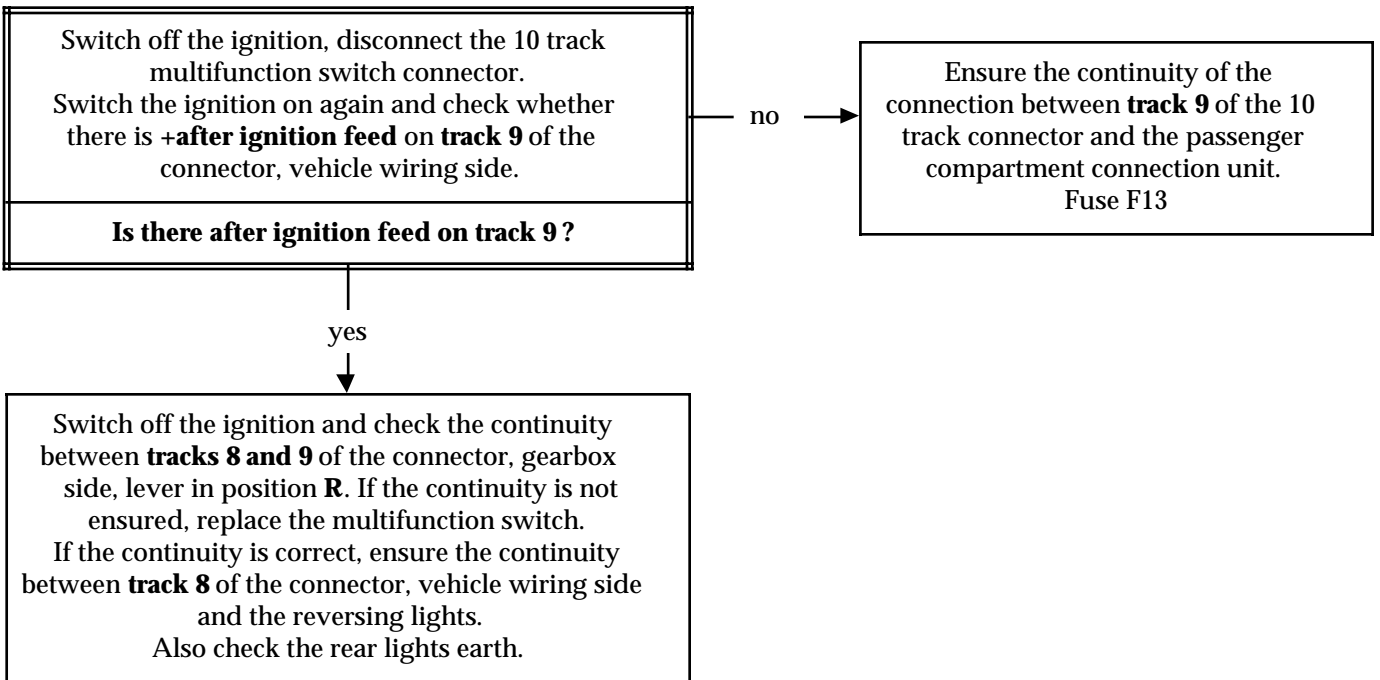 Switch off the ignition, disconnect the 10 track
multifunction switch connector.
Switch the ignition on again and check whether
there is +after ignition feed on track 9 of the
connector, vehicle wiring side.
Is there after ignition feed on track 9 ?
no
Ensure the continuity of the
connection between track 9 of the 10
track connector and the passenger
compartment connection unit.
Fuse F13
yes
Switch off the ignition and check the continuity
between tracks 8 and 9 of the connector, gearbox
side, lever in position R. If the continuity is not
ensured, replace the multifunction switch.
If the continuity is correct, ensure the continuity
between track 8 of the connector, vehicle wiring side
and the reversing lights.
Also check the rear lights earth.